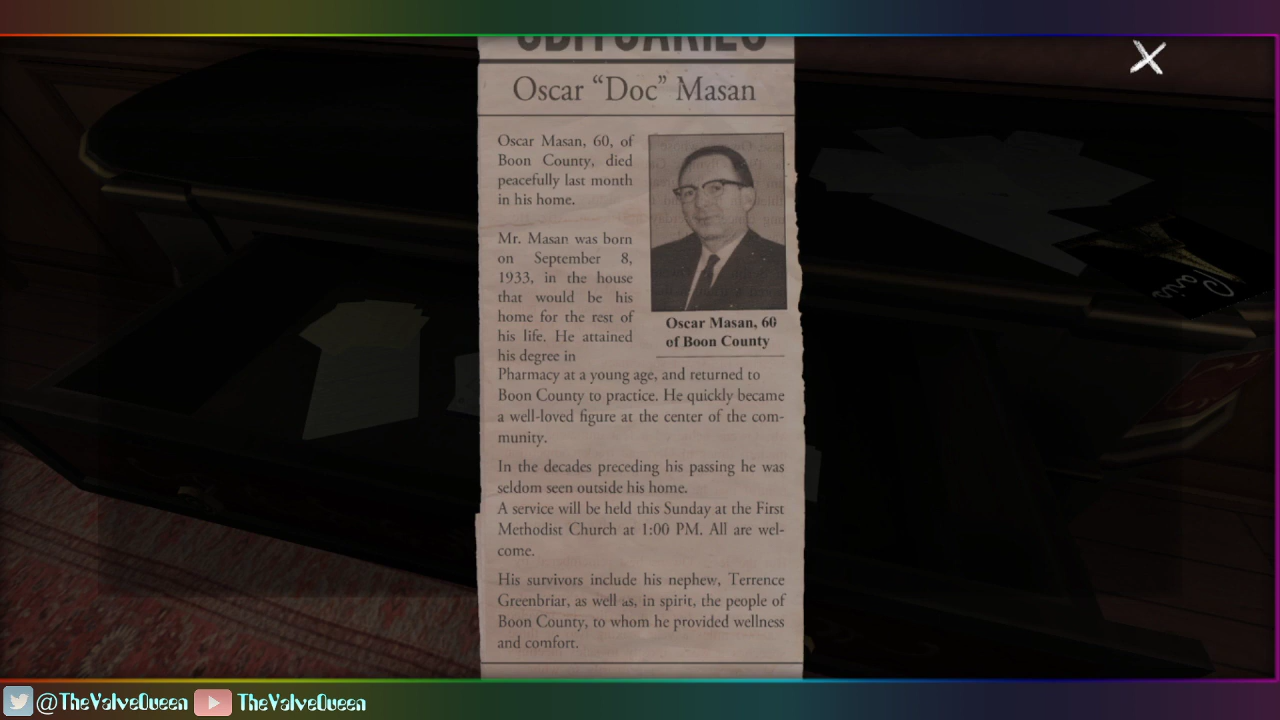 OBITUARIES
Oscar “Doc” Masan
Oscar Masan, 60, of
Boon County, died
peacefully last month
in his home.
Mr. Masan was born
on September 8,
1933, in the house
that would be his
home for the rest of
his life. He attained
his degree in
Pharmacy at a young age, and returned to
Boon County to practice. He quickly became
a well-loved figure at the center of the com-
munity.
Oscar Masan, 60
of Boon County
In the decades preceding his passing he was
seldom seen outside his home.
A service will be held this Sunday at the First
Methodist Church at 1:00 PM. All are wel-
come.
His survivors include his nephew, Terrence
Greenbriar, as well as, in spirit, the people of
Boon County, to whom he provided wellness
and comfort.
@TheValveQueen
TheValveQueen